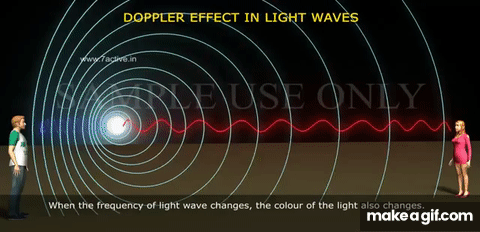 DOPPLER EFFECT IN LIGHT WAVES
www.7active.in
SAMPLE USE ONLY
When the frequency of light wave changes, the colour of the light also changes.
makeagif.com